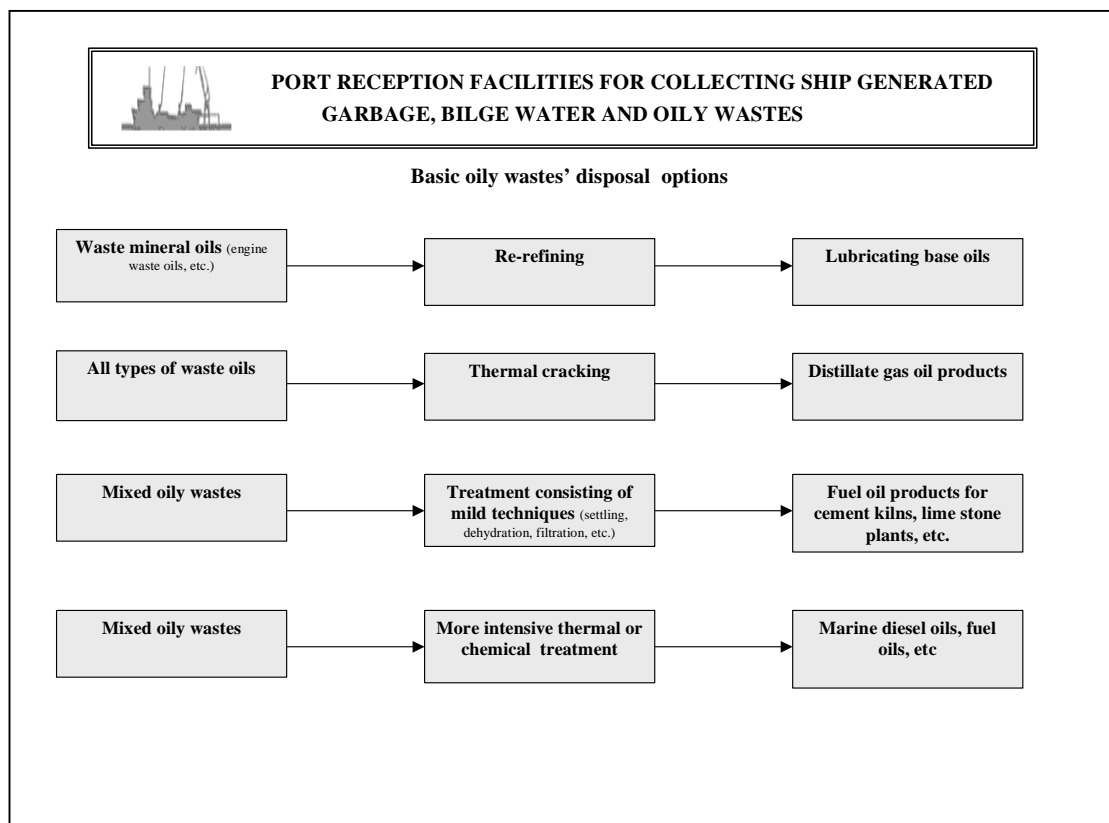 PORT RECEPTION FACILITIES FOR COLLECTING SHIP GENERATED
GARBAGE, BILGE WATER AND OILY WASTES
Basic oily wastes’ disposal options
Waste mineral oils (engine
waste oils, etc.)
Re-refining
Lubricating base oils
All types of waste oils
Thermal cracking
Distillate gas oil products
Mixed oily wastes
Treatment consisting of
mild techniques (settling,
dehydration, filtration, etc.)
Fuel oil products for
cement kilns, lime stone
plants, etc.
Mixed oily wastes
More intensive thermal or
chemical treatment
Marine diesel oils, fuel
oils, etc